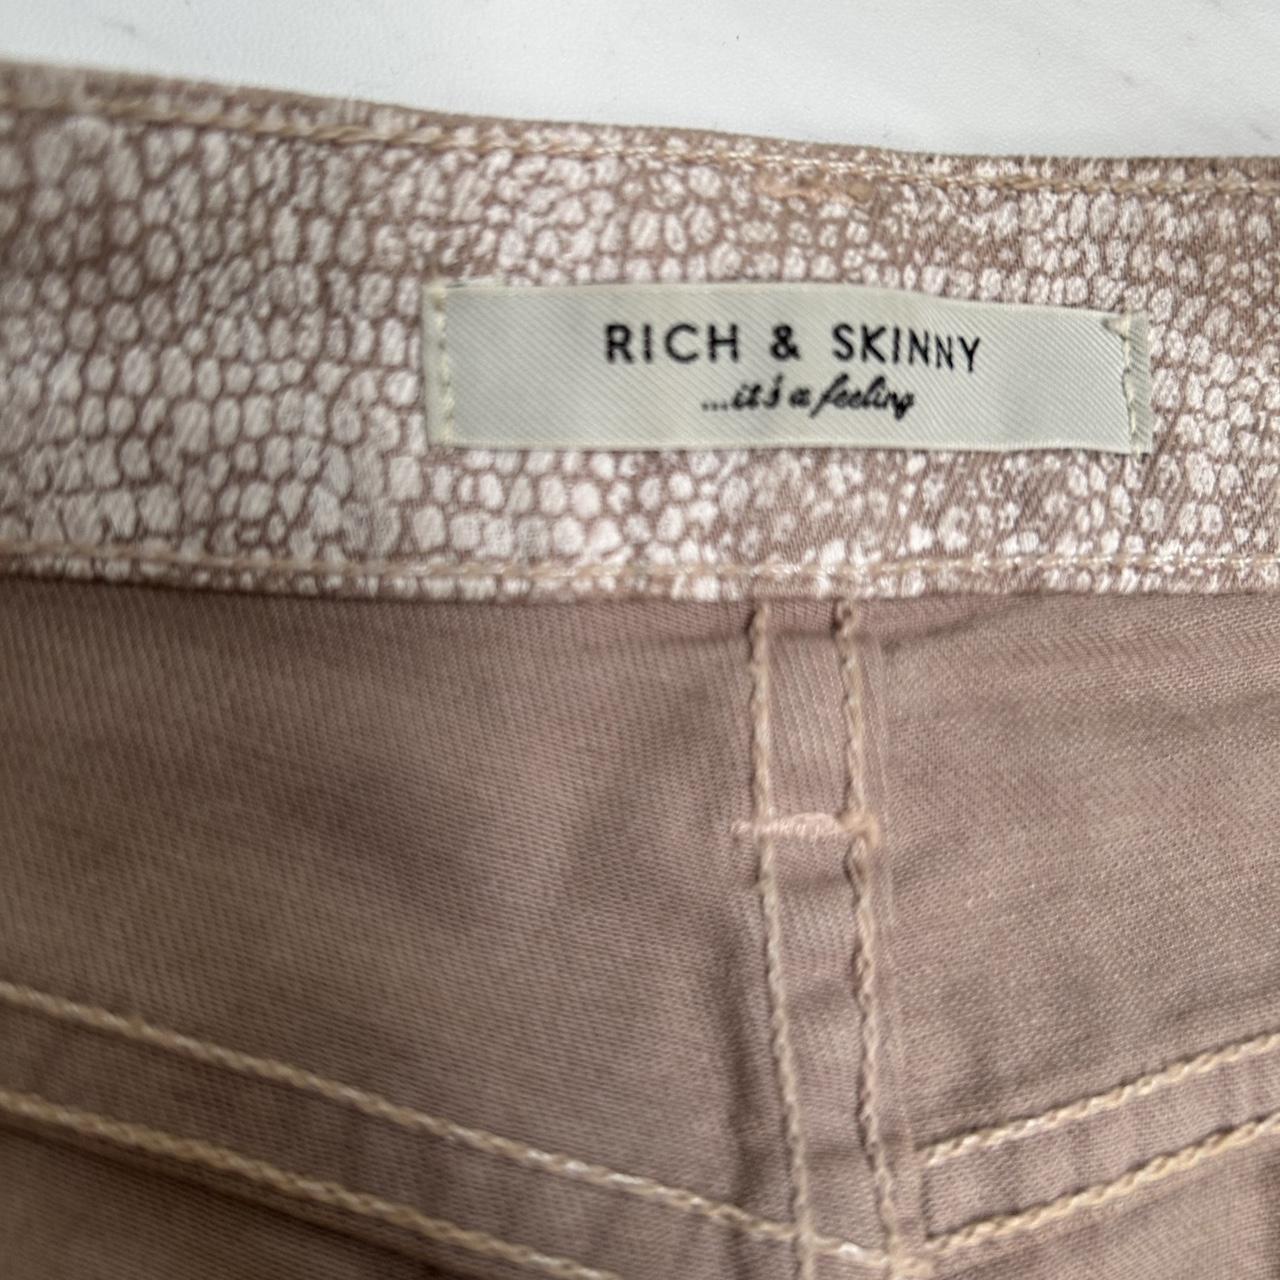 RICH & SKINNY
...it's a feeling